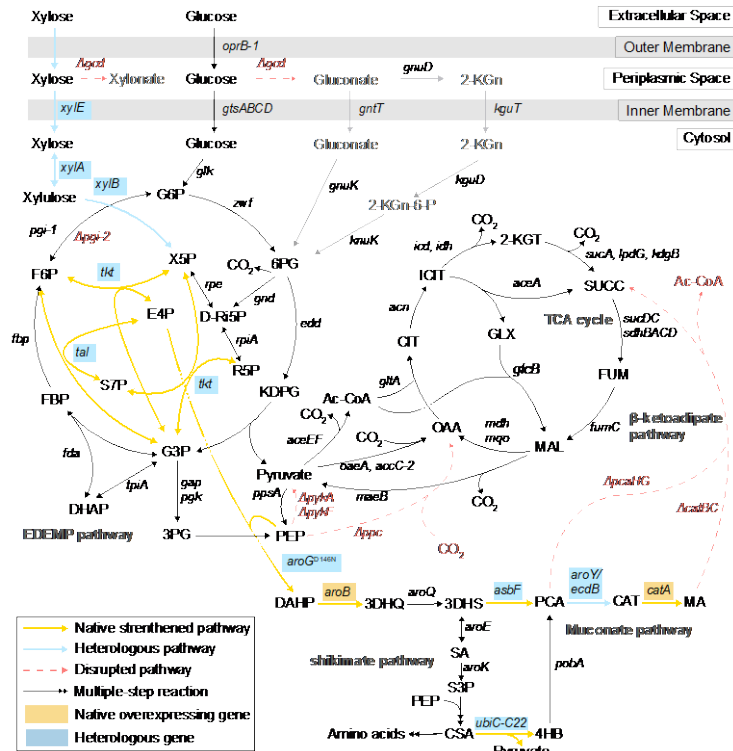 Xylose
Glucose
Extracellular Space
oprB-1
Outer Membrane
Xylose
Δgcd
Xylonate
Glucose
Δgcd
Gluconate
gnuD
2-KGn
Periplasmic Space
xylE
gtsABCD
gntT
kguT
Inner Membrane
Xylose
Glucose
Gluconate
2-KGn
Cytosol
xylA
xylB
glk
gnuK
kguD
Xylulose
G6P
zwf
2-KGn-6-P
pgi-1
Δpgi-2
knuK
CO2
icd, idh
2-KGT
CO2
sucA, lpdG, kdgB
F6P
tkt
X5P
CO2
6PG
ICIT
aceA
SUCC
Ac-CoA
rpe
gnd
acn
E4P
D-Ri5P
edd
TCA cycle
sucDC
sdhBACD
fbp
rpiA
CIT
GLX
tal
S7P
tkt
R5P
KDPG
gltA
glcB
FUM
FBP
Ac-CoA
CO2
OAA
mdh
mqo
fumC
β-ketoadipate
pathway
aceEF
CO2
MAL
fda
G3P
Pyruvate
oaeA, accC-2
tpiA
gap
pgk
ppsA
ΔpykA
ΔpykF
maeB
CO2
ΔpcaHG
ΔcatBC
DHAP
EDEMP pathway
3PG
PEP
Δppc
CO2
aroG^D146N
DAHP
aroB
3DHQ
aroQ
3DHS
asbF
PCA
aroY/
ecdB
CAT
catA
MA
Muconate pathway
aroE
SA
shikimate pathway
aroK
pobA
S3P
PEP
Amino acids
CSA
ubiC-C22
4HB
Pyruvate
Native strenthened pathway
Heterologous pathway
Disrupted pathway
Multiple-step reaction
Native overexpressing gene
Heterologous gene